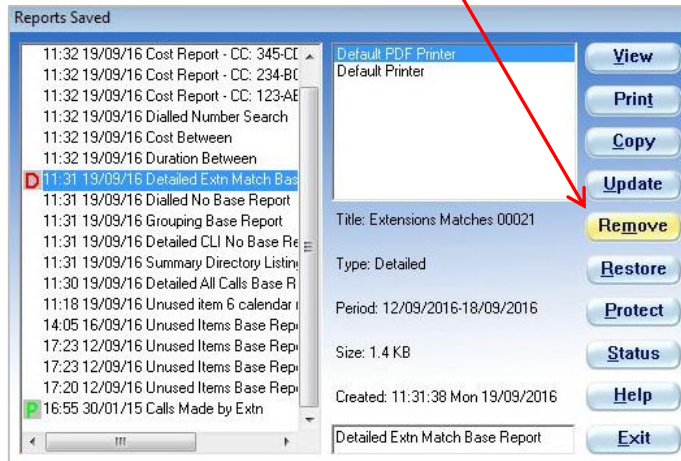 Reports Saved
11:32 19/09/16 Cost Report - CC: 345-CD
11:32 19/09/16 Cost Report - CC: 234-BC
11:32 19/09/16 Cost Report - CC: 123-AB
11:32 19/09/16 Dialled Number Search
11:32 19/09/16 Cost Between
11:32 19/09/16 Duration Between
D 11:31 19/09/16 Detailed Extn Match Bas
11:31 19/09/16 Dialled No Base Report
11:31 19/09/16 Grouping Base Report
11:31 19/09/16 Detailed CLI No Base Re
11:31 19/09/16 Summary Directory Listin
11:30 19/09/16 Detailed All Calls Base R
11:18 19/09/16 Unused item 6 calendar
14:05 16/09/16 Unused Items Base Repo
17:23 12/09/16 Unused Items Base Repo
17:23 12/09/16 Unused Items Base Repo
17:20 12/09/16 Unused Items Base Repo
P 16:55 30/01/15 Calls Made by Extn
Default PDF Printer
Default Printer
Title: Extensions Matches 00021
Type: Detailed
Period: 12/09/2016-18/09/2016
Size: 1.4 KB
Created: 11:31:38 Mon 19/09/2016
Detailed Extn Match Base Report
View
Print
Copy
Update
Remove
Restore
Protect
Status
Help
Exit